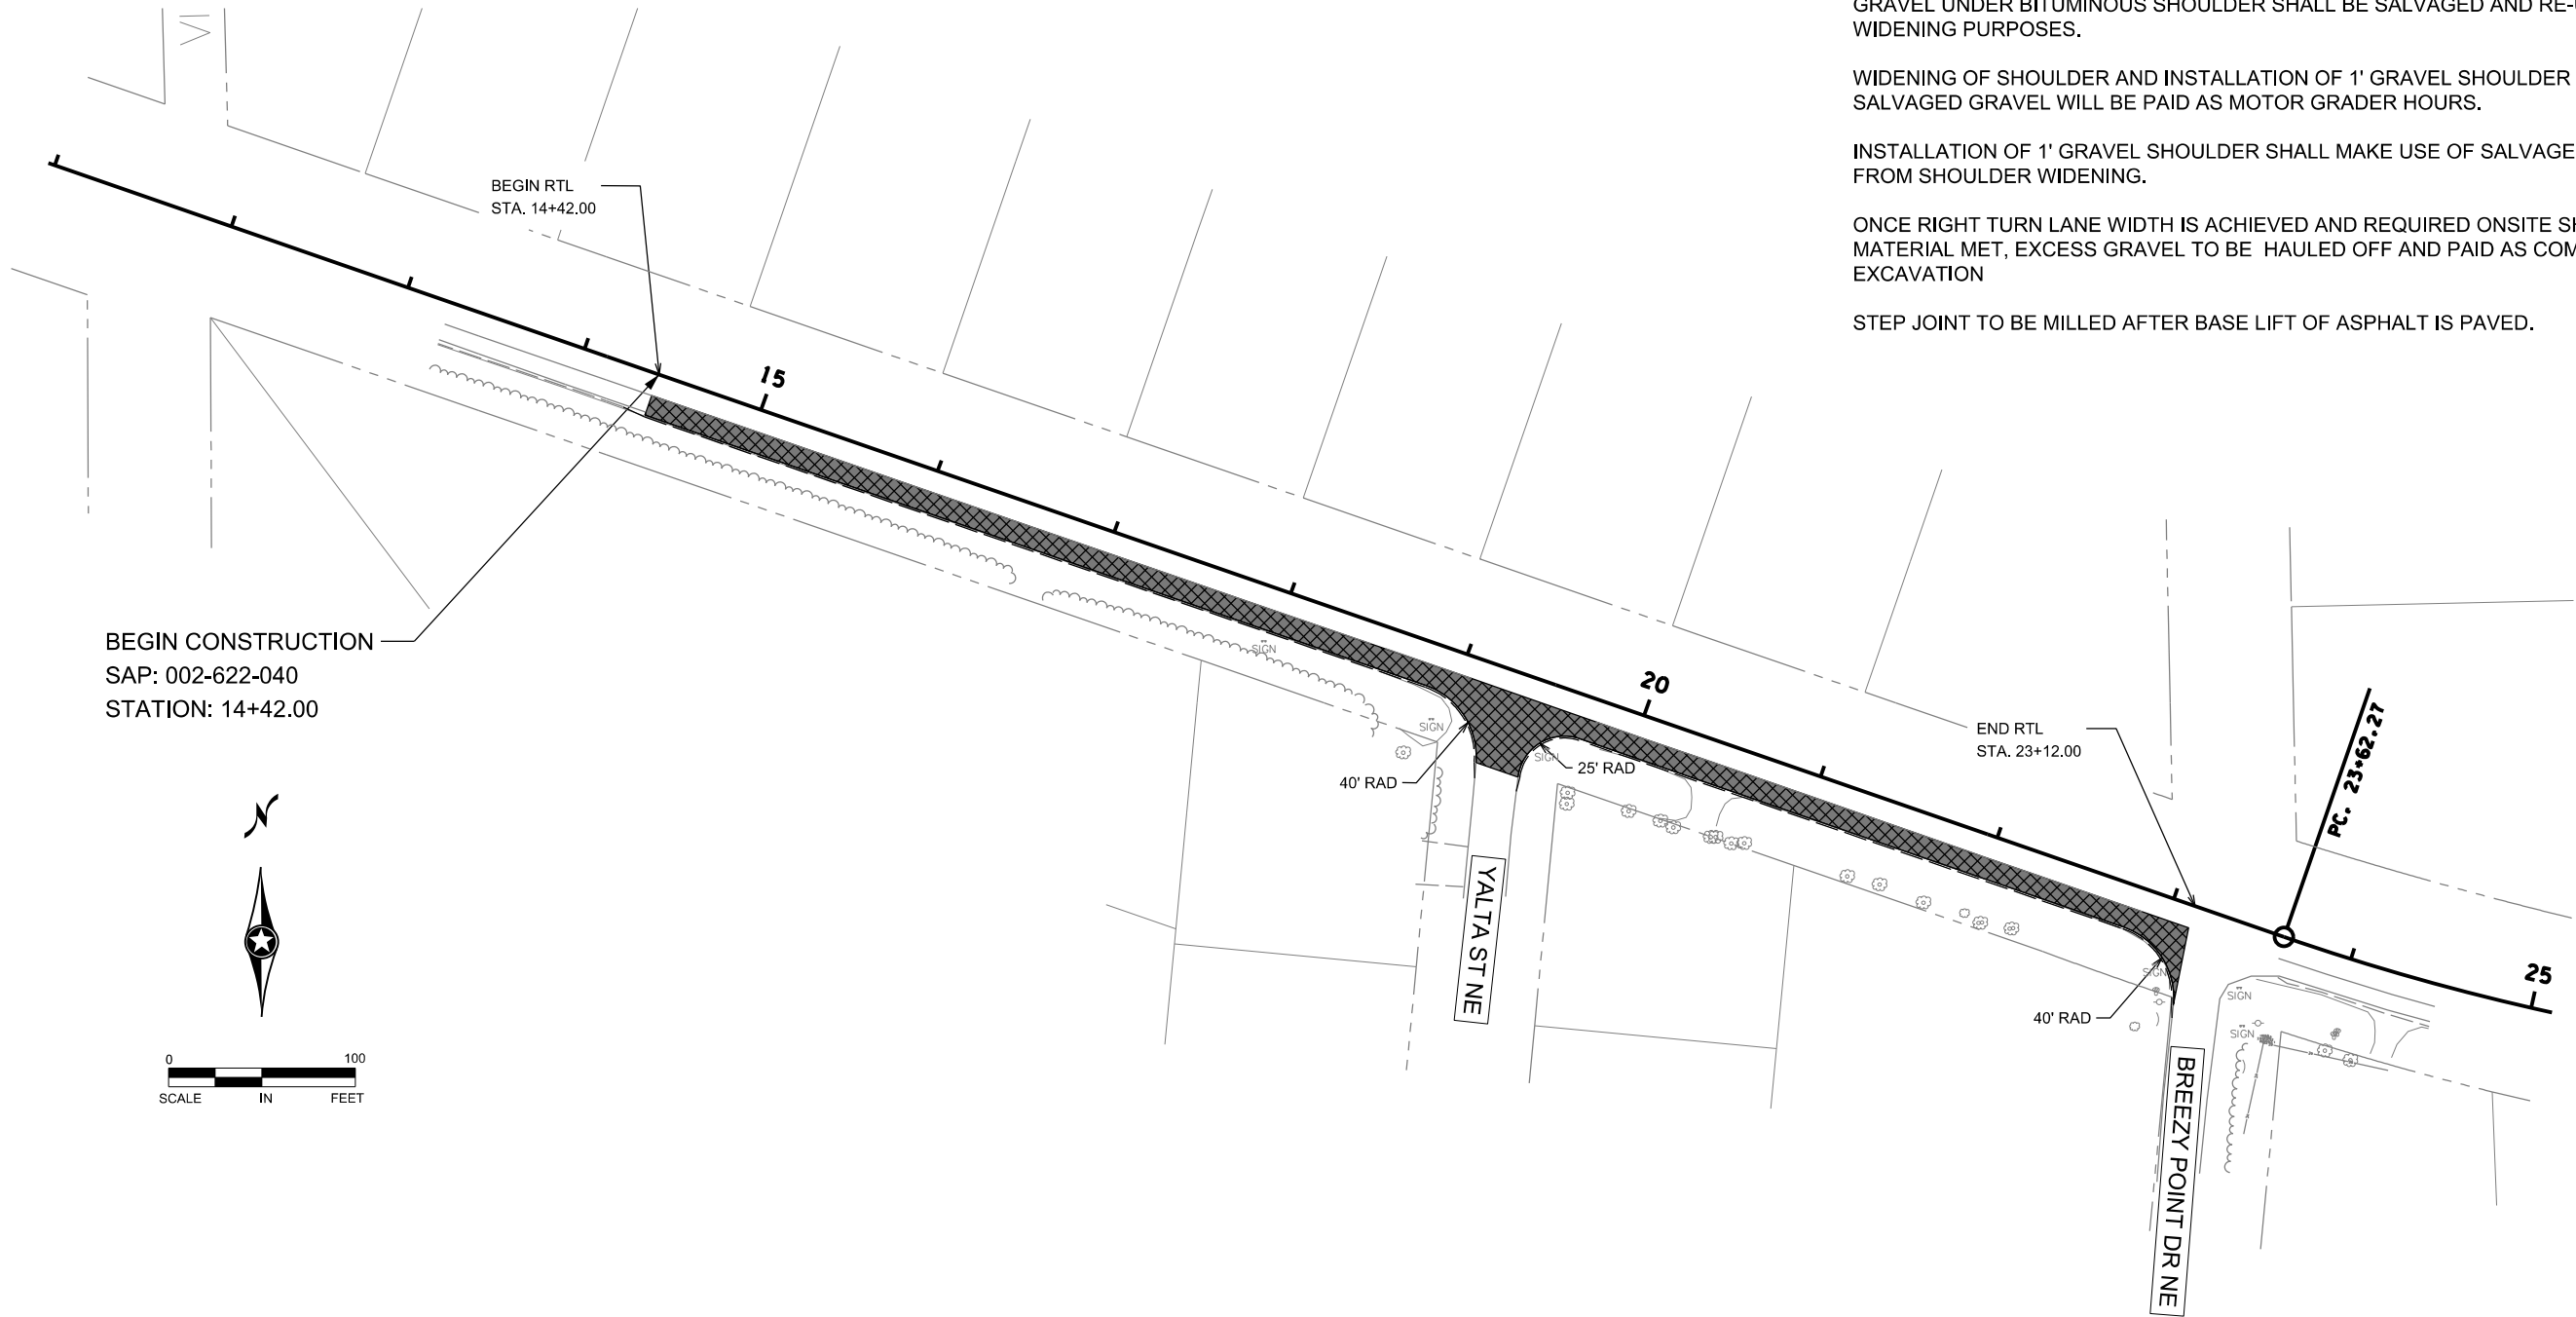 GRAVEL UNDER BITUMINOUS SHOULDER SHALL BE SALVAGED AND
WIDENING PURPOSES.
WIDENING OF SHOULDER AND INSTALLATION OF 1' GRAVEL SHOULDER
SALVAGED GRAVEL WILL BE PAID AS MOTOR GRADER HOURS.
INSTALLATION OF 1' GRAVEL SHOULDER SHALL MAKE USE OF
FROM SHOULDER WIDENING.
ONCE RIGHT TURN LANE WIDTH IS ACHIEVED AND REQUIRED ONSITE
MATERIAL MET, EXCESS GRAVEL TO BE HAULED OFF AND PAID AS
EXCAVATION
STEP JOINT TO BE MILLED AFTER BASE LIFT OF ASPHALT IS PAVED.
BEGIN RTL
STA. 14+42.00
15
BEGIN CONSTRUCTION
SAP: 002-622-040
STATION: 14+42.00
SIGN
SIGN
SIGN
40' RAD
25' RAD
20
YALTA ST NE
END RTL
STA. 23+12.00
PC. 23+62.27
25
SIGN
SIGN
SIGN
40' RAD
BREEZY POINT DR NE
N
0 100
SCALE IN FEET